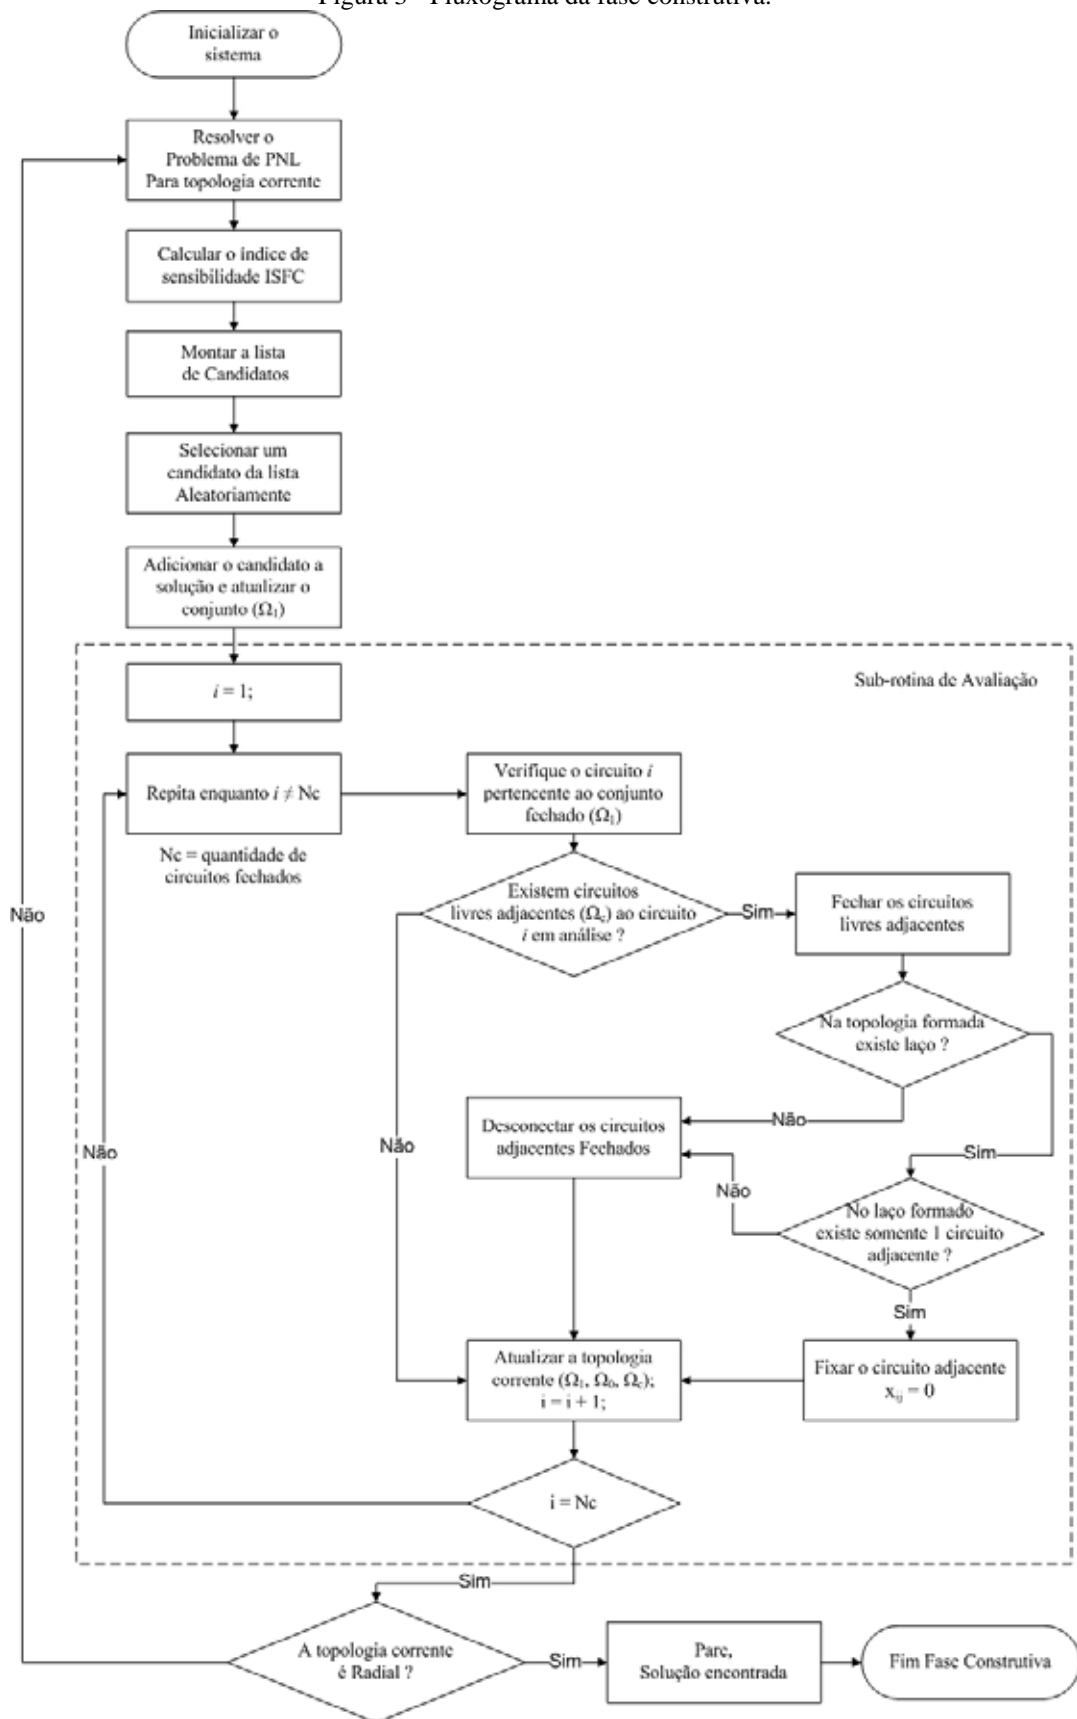 Figura 3 - Fluxograma da fase construtiva.
Inicializar o
sistema
Resolver o
Problema de PNL
Para topologia corrente
Calcular o índice de
sensibilidade ISFC
Montar a lista
de Candidatos
Selecionar um
candidato da lista
Aleatoriamente
Adicionar o candidato a
solução e atualizar o
conjunto (Ω₁)
Sub-rotina de Avaliação
i = 1;
Repita enquanto i ≠ Nc
Nc = quantidade de
circuitos fechados
Verifique o circuito i
pertencente ao conjunto
fechado (Ω₁)
Existem circuitos
livres adjacentes (Ωc) ao circuito
i em análise ?
Sim
Fechar os circuitos
livres adjacentes
Não
Na topologia formada
existe laço ?
Não
Desconectar os circuitos
adjacentes Fechados
Não
Não
Sim
Não
No laço formado
existe somente 1 circuito
adjacente ?
Sim
Atualizar a topologia
corrente (Ω₁, Ω₀, Ωc);
i = i + 1;
Fixar o circuito adjacente
xᵢⱼ = 0
i = Nc
Sim
A topologia corrente
é Radial ?
Sim
Pare,
Solução encontrada
Fim Fase Construtiva